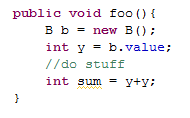 public void foo(){
    B b = new B();
    int y = b.value;
    //do stuff
    int sum = y+y;
}